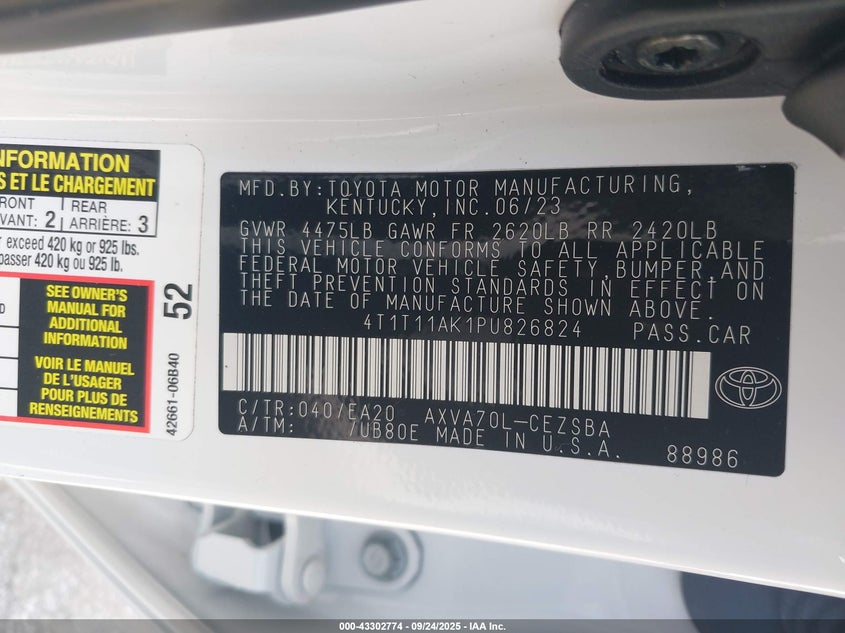 NFORMATION
S ET LE CHARGEMENT
FRONT
VANT: 2
REAR
ARRIÈRE: 3
r exceed 420 kg or 925 lbs.
passer 420 kg ou 925 lb.
SEE OWNER'S
MANUAL FOR
ADDITIONAL
INFORMATION
VOIR LE MANUEL
DE L'USAGER
POUR PLUS DE
RENSEIGNEMENTS
52
42661-06B40
MFD.BY:TOYOTA MOTOR MANUFACTURING,
KENTUCKY,INC.06/23
GVWR 4475LB GAWR FR 2620LB RR 2420LB
THIS VEHICLE CONFORMS TO ALL APPLICABLE
FEDERAL MOTOR VEHICLE SAFETY,BUMPER,AND
THEFT PREVENTION STANDARDS IN EFFECT ON
THE DATE OF MANUFACTURE SHOWN ABOVE.
4T1T11AK1PU826824 PASS.CAR
C/TR:040/EA20 AXVA70L-CEZSBA
A/TM: /UB80E MADE IN U.S.A.
88986
000-43302774 - 09/24/2025 - IAA Inc.